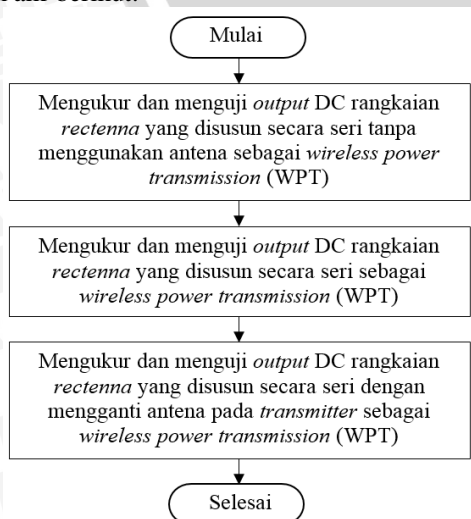 Mulai
Mengukur dan menguji output DC rangkaian
rectenna yang disusun secara seri tanpa
menggunakan antena sebagai wireless power
transmission (WPT)
Mengukur dan menguji output DC rangkaian
rectenna yang disusun secara seri sebagai
wireless power transmission (WPT)
Mengukur dan menguji output DC rangkaian
rectenna yang disusun secara seri dengan
mengganti antena pada transmitter sebagai
wireless power transmission (WPT)
Selesai